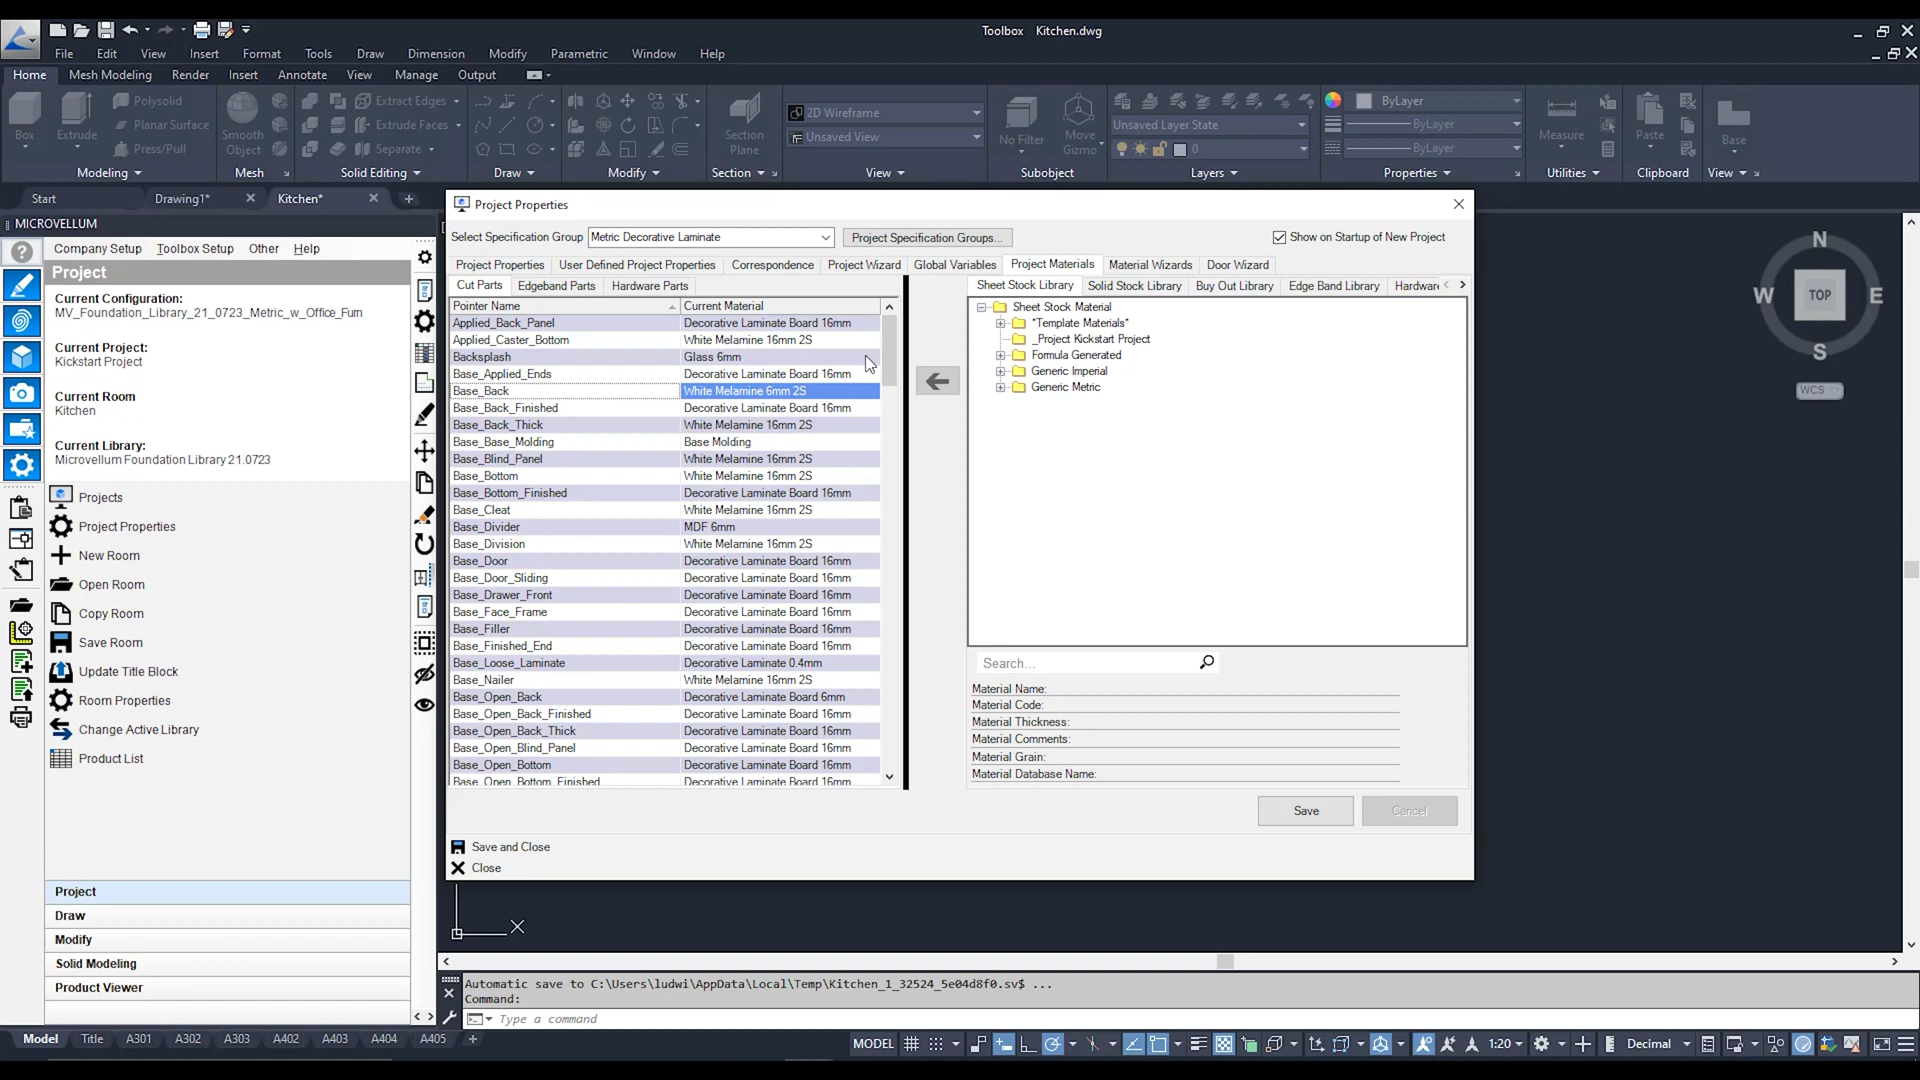 Toolbox Kitchen.dwg
File Edit View Insert Format Tools Draw Dimension Modify Parametric Window Help
Home Mesh Modeling Render Insert Annotate View Manage Output
Box
Extrude
Polysolid
Planar Surface
Press/Pull
Modeling
Smooth Object
Mesh
Extract Edges
Extrude Faces
Separate
Solid Editing
Draw
Modify
Section Plane
Section
2D Wireframe
Unsaved View
View
No Filter
Move Gizmo
Subobject
Unsaved Layer State
0
Layers
ByLayer
ByLayer
ByLayer
Properties
Measure
Utilities
Paste
Clipboard
Base
View
Start Drawing1* Kitchen*
MICROVELLUM
Company Setup Toolbox Setup Other Help
Project
Current Configuration:
MV_Foundation_Library_21_0723_Metric_w_Office_Furn
Current Project:
Kickstart Project
Current Room
Kitchen
Current Library:
Microvellum Foundation Library 21.0723
Projects
Project Properties
New Room
Open Room
Copy Room
Save Room
Update Title Block
Room Properties
Change Active Library
Product List
Project
Draw
Modify
Solid Modeling
Product Viewer
Project Properties
Select Specification Group Metric Decorative Laminate Project Specification Groups... Show on Startup of New Project
Project Properties User Defined Project Properties Correspondence Project Wizard Global Variables Project Materials Material Wizards Door Wizard
Cut Parts Edgeband Parts Hardware Parts
Pointer Name Current Material
Applied_Back_Panel Decorative Laminate Board 16mm
Applied_Caster_Bottom White Melamine 16mm 2S
Backsplash Glass 6mm
Base_Applied_Ends Decorative Laminate Board 16mm
Base_Back White Melamine 6mm 2S
Base_Back_Finished Decorative Laminate Board 16mm
Base_Back_Thick White Melamine 16mm 2S
Base_Base_Molding Base Molding
Base_Blind_Panel White Melamine 16mm 2S
Base_Bottom White Melamine 16mm 2S
Base_Bottom_Finished Decorative Laminate Board 16mm
Base_Cleat White Melamine 16mm 2S
Base_Divider MDF 6mm
Base_Division White Melamine 16mm 2S
Base_Door Decorative Laminate Board 16mm
Base_Door_Sliding Decorative Laminate Board 16mm
Base_Drawer_Front Decorative Laminate Board 16mm
Base_Face_Frame Decorative Laminate Board 16mm
Base_Filler Decorative Laminate Board 16mm
Base_Finished_End Decorative Laminate Board 16mm
Base_Loose_Laminate Decorative Laminate 0.4mm
Base_Nailer White Melamine 16mm 2S
Base_Open_Back Decorative Laminate Board 6mm
Base_Open_Back_Finished Decorative Laminate Board 16mm
Base_Open_Back_Thick Decorative Laminate Board 16mm
Base_Open_Blind_Panel Decorative Laminate Board 16mm
Base_Open_Bottom Decorative Laminate Board 16mm
Base_Open_Bottom_Finished Decorative Laminate Board 16mm
Sheet Stock Library Solid Stock Library Buy Out Library Edge Band Library Hardware
Sheet Stock Material
*Template Materials*
_Project Kickstart Project
Formula Generated
Generic Imperial
Generic Metric
Search...
Material Name:
Material Code:
Material Thickness:
Material Comments:
Material Grain:
Material Database Name:
Save Cancel
Save and Close
Close
N
W TOP E
S
WCS
X
Automatic save to C:\Users\ludwi\AppData\Local\Temp\Kitchen_1_32524_5e04d8f0.sv$ ...
Command:
Type a command
Model Title A301 A302 A303 A402 A403 A404 A405
MODEL 1:20 Decimal